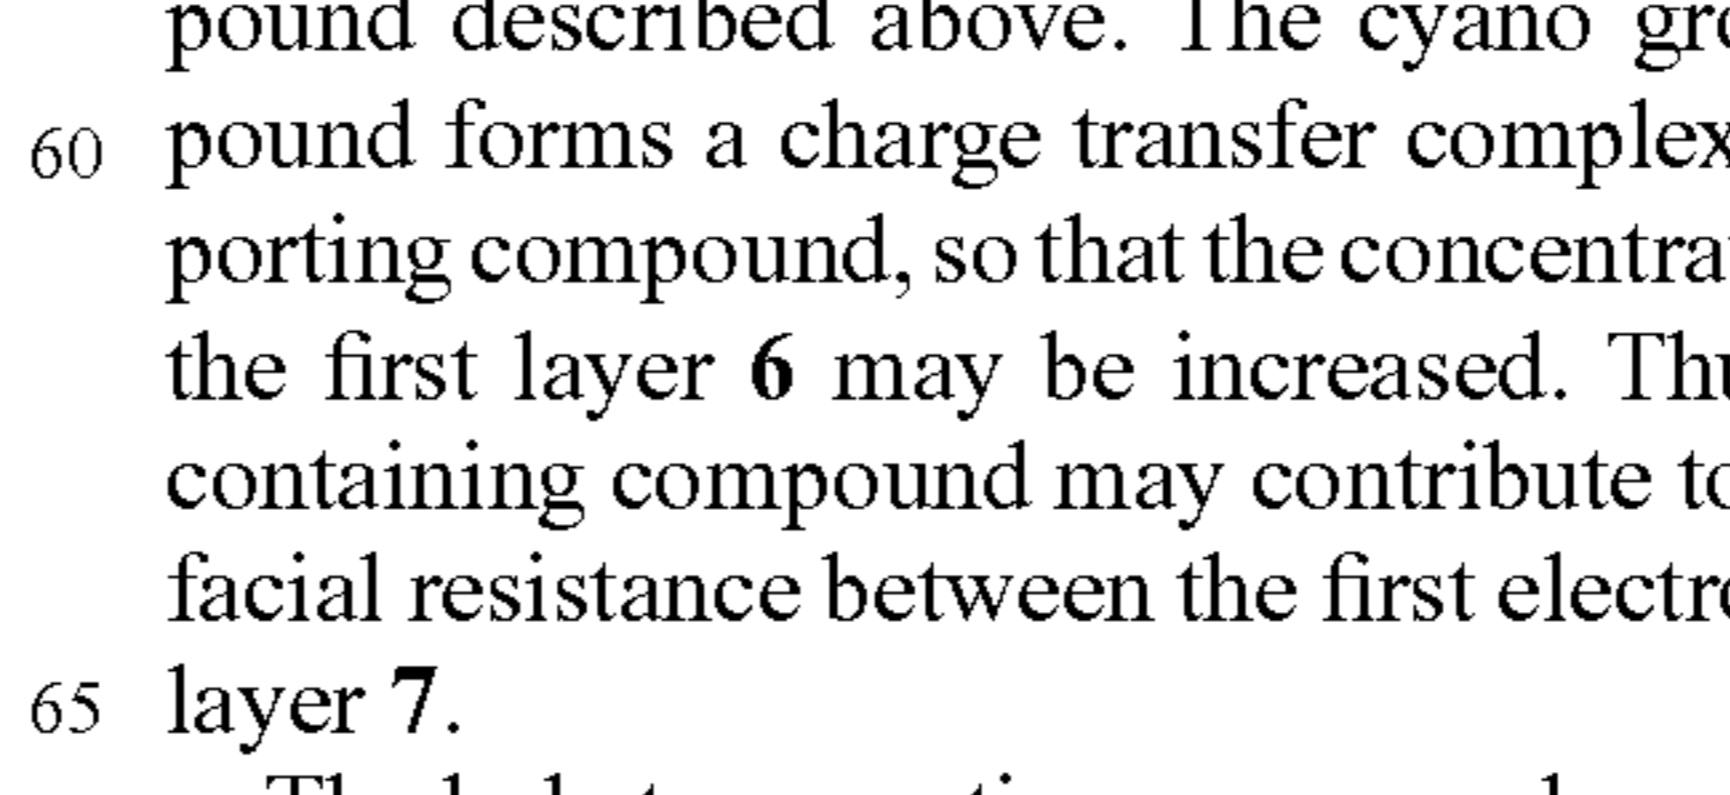 pound described above. The cyano gro
60 pound forms a charge transfer complex
porting compound, so that the concentra
the first layer 6 may be increased. Thu
containing compound may contribute to
facial resistance between the first electro
65 layer 7.